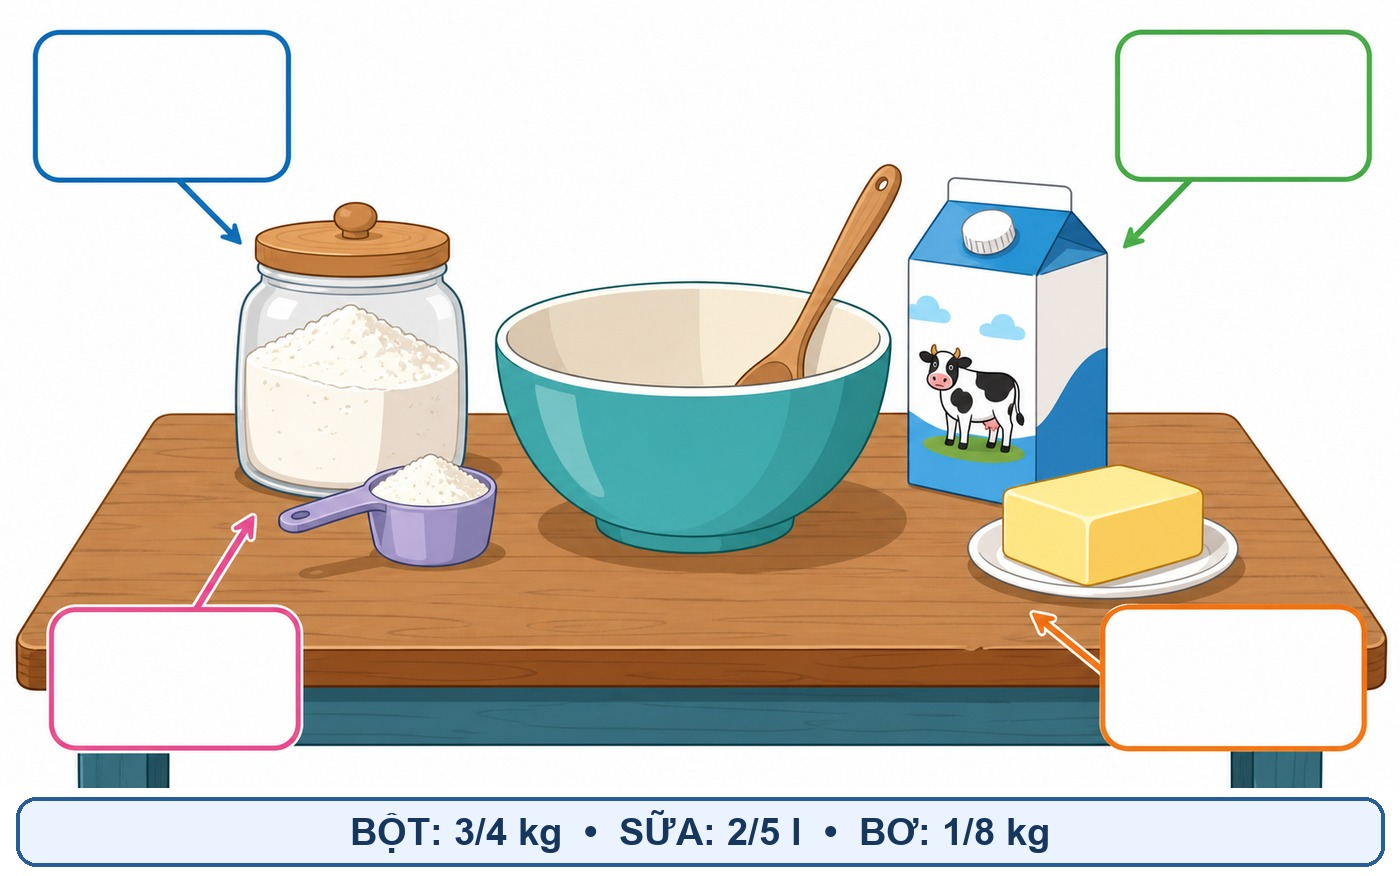 BỘT: 3/4 kg • SỮA: 2/5 l • BƠ: 1/8 kg